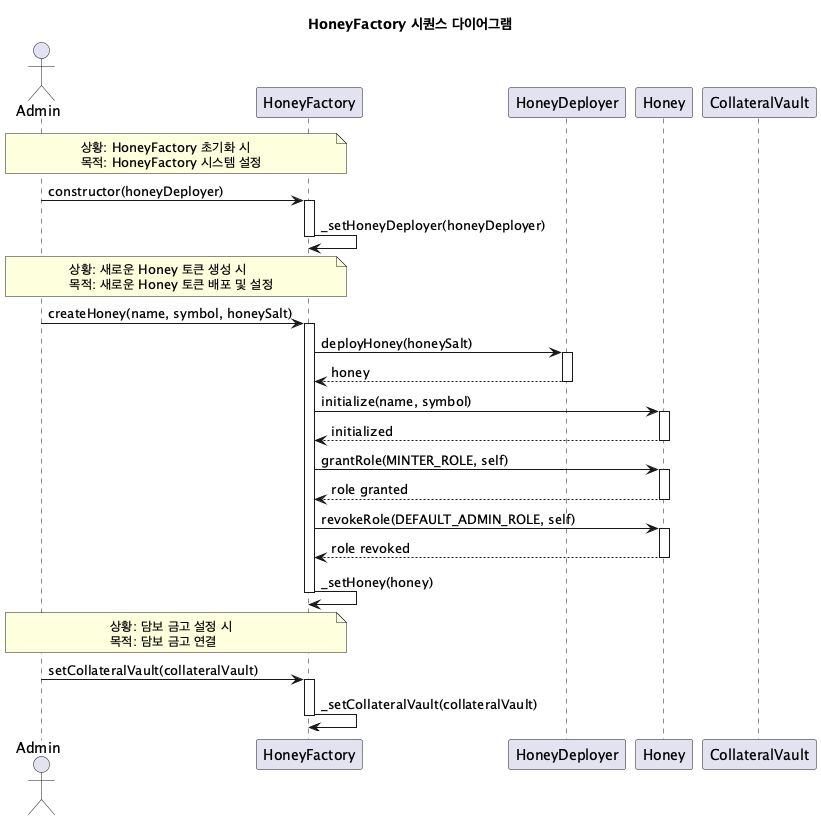 HoneyFactory 시퀀스 다이어그램
Admin
HoneyFactory
HoneyDeployer
Honey
CollateralVault
상황: HoneyFactory 초기화 시
목적: HoneyFactory 시스템 설정
constructor(honeyDeployer)
_setHoneyDeployer(honeyDeployer)
상황: 새로운 Honey 토큰 생성 시
목적: 새로운 Honey 토큰 배포 및 설정
createHoney(name, symbol, honeySalt)
deployHoney(honeySalt)
honey
initialize(name, symbol)
initialized
grantRole(MINTER_ROLE, self)
role granted
revokeRole(DEFAULT_ADMIN_ROLE, self)
role revoked
_setHoney(honey)
상황: 담보 금고 설정 시
목적: 담보 금고 연결
setCollateralVault(collateralVault)
_setCollateralVault(collateralVault)
Admin
HoneyFactory
HoneyDeployer
Honey
CollateralVault